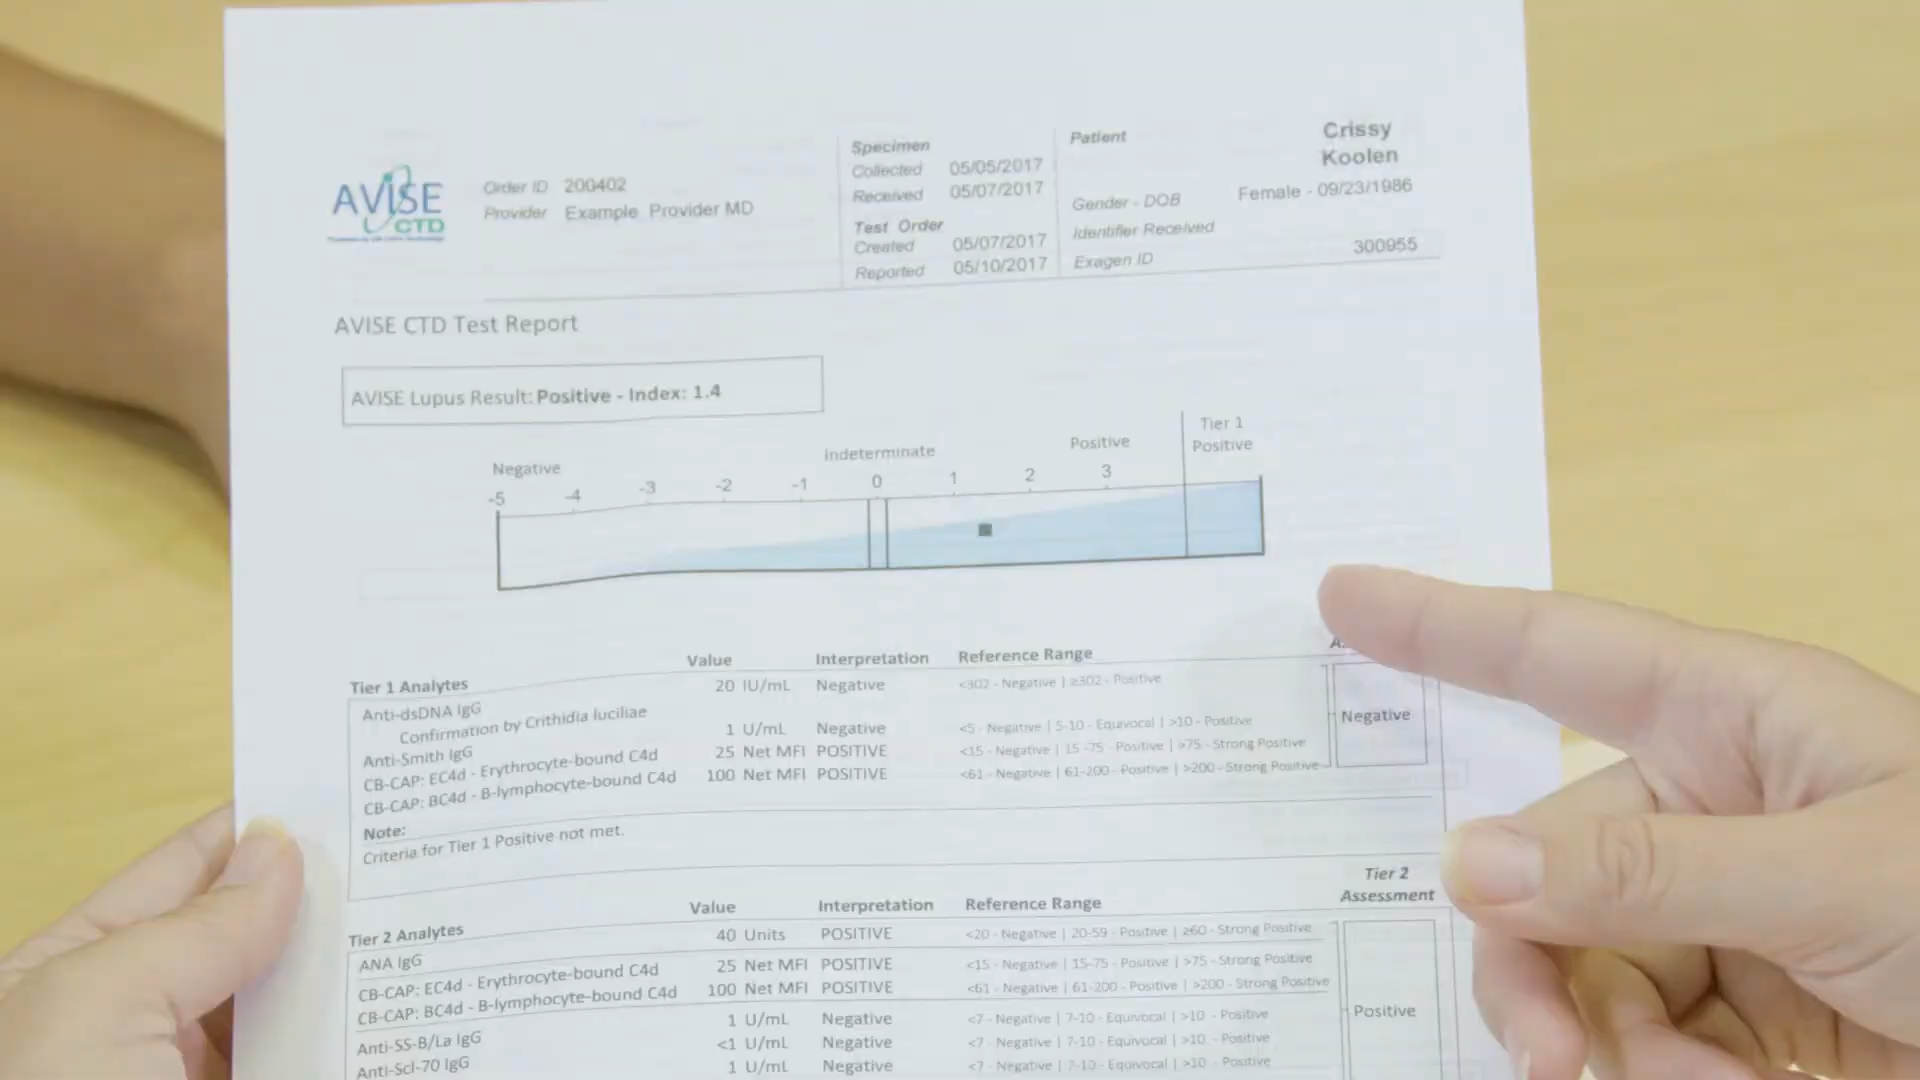 AVISE
CTD
Order ID 200402
Provider Example Provider MD
Specimen
Collected 05/05/2017
Received 05/07/2017
Test Order
Created 05/07/2017
Reported 05/10/2017
Patient
Crissy
Koolen
Gender - DOB Female - 09/23/1986
Identifier Received
Exagen ID 300955
AVISE CTD Test Report
AVISE Lupus Result: Positive - Index: 1.4
Negative Indeterminate Positive Tier 1
Positive
-5 -4 -3 -2 -1 0 1 2 3
Value Interpretation Reference Range
Tier 1 Analytes
Anti-dsDNA IgG 20 IU/mL Negative <302 - Negative | ≥302 - Positive
Confirmation by Crithidia luciliae
Anti-Smith IgG 1 U/mL Negative <5 - Negative | 5-10 - Equivocal | >10 - Positive
CB-CAP: EC4d - Erythrocyte-bound C4d 25 Net MFI POSITIVE <15 - Negative | 15 -75 - Positive | >75 - Strong Positive
CB-CAP: BC4d - B-lymphocyte-bound C4d 100 Net MFI POSITIVE <61 - Negative | 61-200 - Positive | >200 - Strong Positive
Negative
Note:
Criteria for Tier 1 Positive not met.
Tier 2
Assessment
Value Interpretation Reference Range
Tier 2 Analytes
ANA IgG 40 Units POSITIVE <20 - Negative | 20-59 - Positive | ≥60 - Strong Positive
CB-CAP: EC4d - Erythrocyte-bound C4d 25 Net MFI POSITIVE <15 - Negative | 15-75 - Positive | >75 - Strong Positive
CB-CAP: BC4d - B-lymphocyte-bound C4d 100 Net MFI POSITIVE <61 - Negative | 61-200 - Positive | >200 - Strong Positive
Positive
Anti-SS-B/La IgG 1 U/mL Negative <7 - Negative | 7-10 - Equivocal | >10 - Positive
Anti-Scl-70 IgG <1 U/mL Negative <7 - Negative | 7-10 - Equivocal | >10 - Positive
1 U/mL Negative <7 - Negative | 7-10 - Equivocal | >10 - Positive